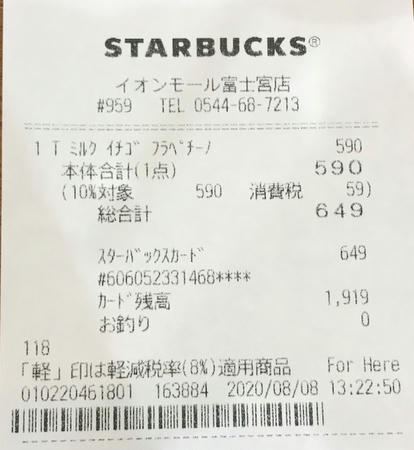 STARBUCKS®
イオンモール富士宮店
#959 TEL 0544-68-7213
1 T ﾐﾙｸ ｲﾁｺﾞ ﾌﾗﾍﾟﾁｰﾉ 590
本体合計(1点) 590
(10%対象 590 消費税 59)
総合計 649
ｽﾀｰﾊﾞｯｸｽｶｰﾄﾞ 649
#606052331468****
ｶｰﾄﾞ残高 1,919
お釣り 0
118
「軽」印は軽減税率(8%)適用商品 For Here
010220461801 163884 2020/08/08 13:22:50